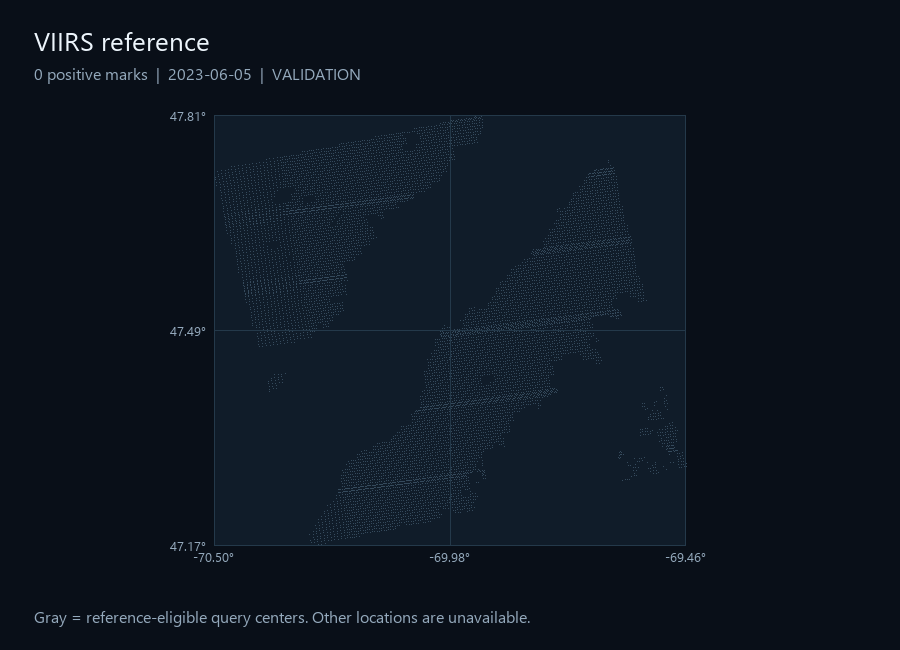 VIIRS reference
0 positive marks | 2023-06-05 | VALIDATION
47.81°
47.49°
47.17°
-70.50°
-69.98°
-69.46°
Gray = reference-eligible query centers. Other locations are unavailable.